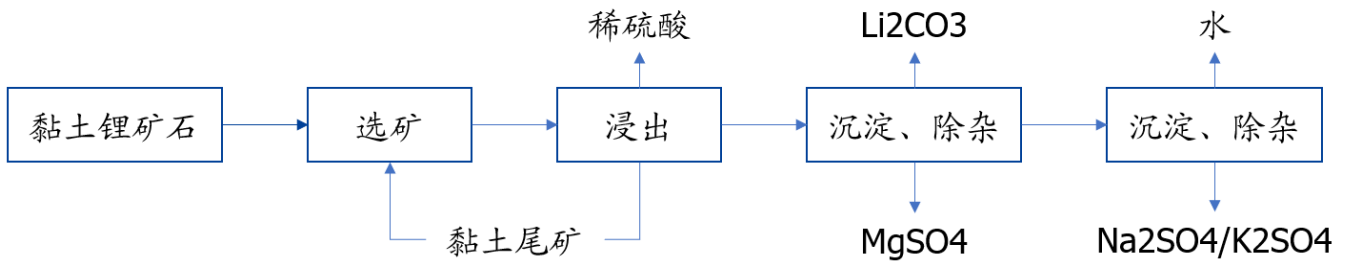 稀硫酸
Li2CO3
水
黏土锂矿石
选矿
浸出
沉淀、除杂
沉淀、除杂
黏土尾矿
MgSO4
Na2SO4/K2SO4